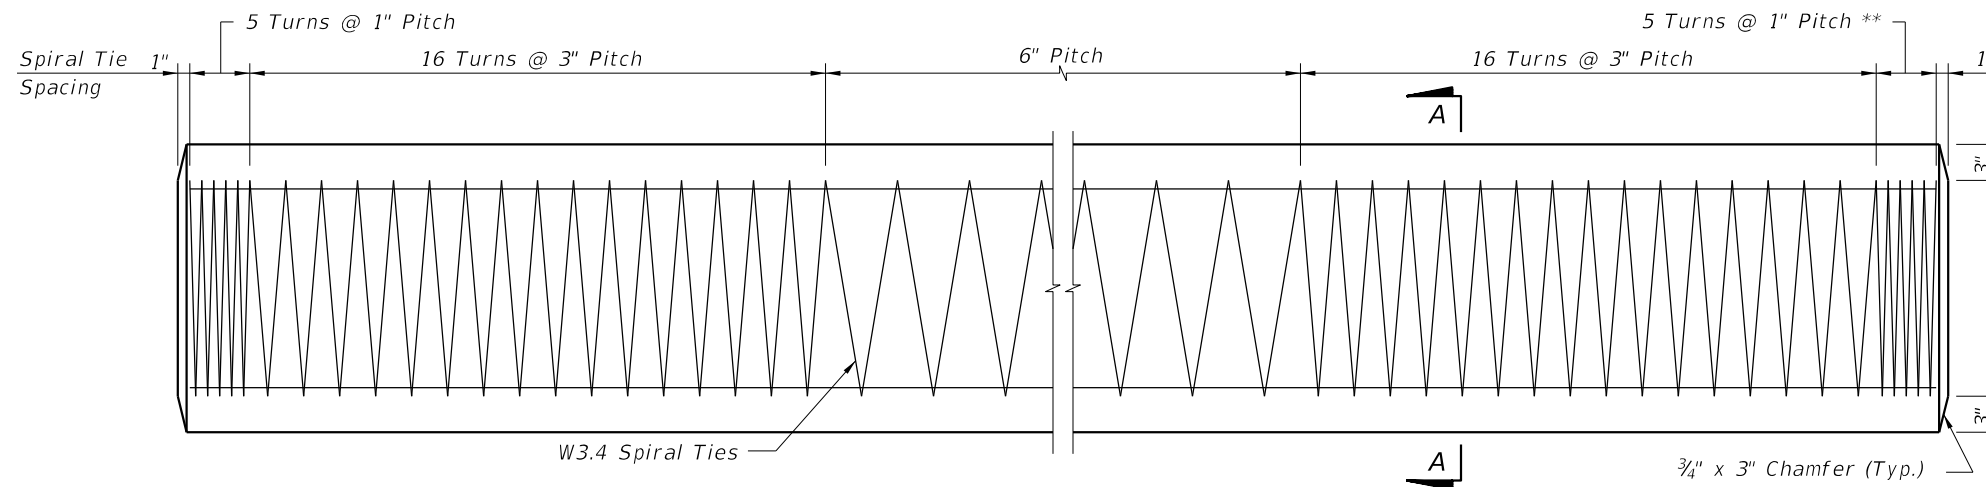 5 Turns @ 1" Pitch
5 Turns @ 1" Pitch **
Spiral Tie
Spacing
1"
16 Turns @ 3" Pitch
6" Pitch
16 Turns @ 3" Pitch
1
A
3"
3"
W3.4 Spiral Ties
A
¾" x 3" Chamfer (Typ.)